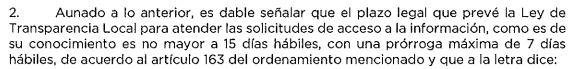 2. Aunado a lo anterior, es dable señalar que el plazo legal que prevé la Ley de
Transparencia Local para atender las solicitudes de acceso a la información, como es de
su conocimiento es no mayor a 15 días hábiles, con una prórroga máxima de 7 días
hábiles, de acuerdo al artículo 163 del ordenamiento mencionado y que a la letra dice: